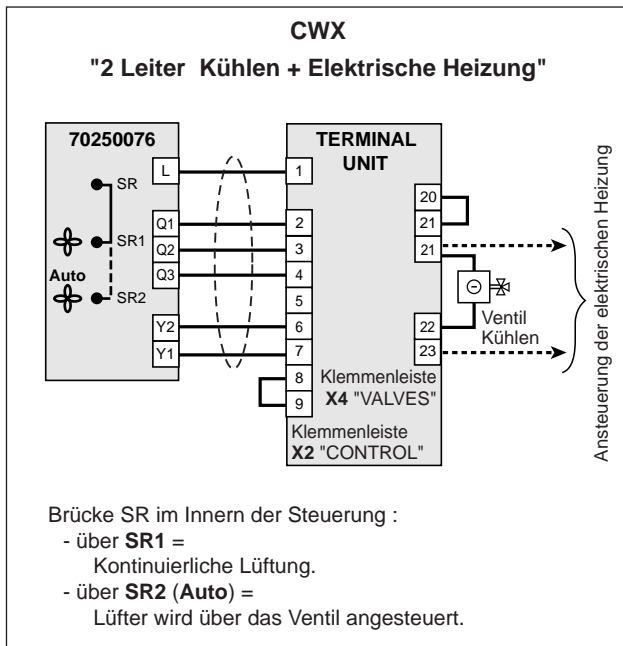 CWX
"2 Leiter Kühlen + Elektrische Heizung"
70250076
SR
SR1
Auto
SR2
L
Q1
Q2
Q3
Y2
Y1
TERMINAL
UNIT
1
2
3
4
5
6
7
8
9
20
21
21
22
23
Ventil
Kühlen
Klemmenleiste
X4 "VALVES"
Klemmenleiste
X2 "CONTROL"
Ansteuerung der elektrischen Heizung
Brücke SR im Innern der Steuerung :
- über SR1 =
Kontinuierliche Lüftung.
- über SR2 (Auto) =
Lüfter wird über das Ventil angesteuert.